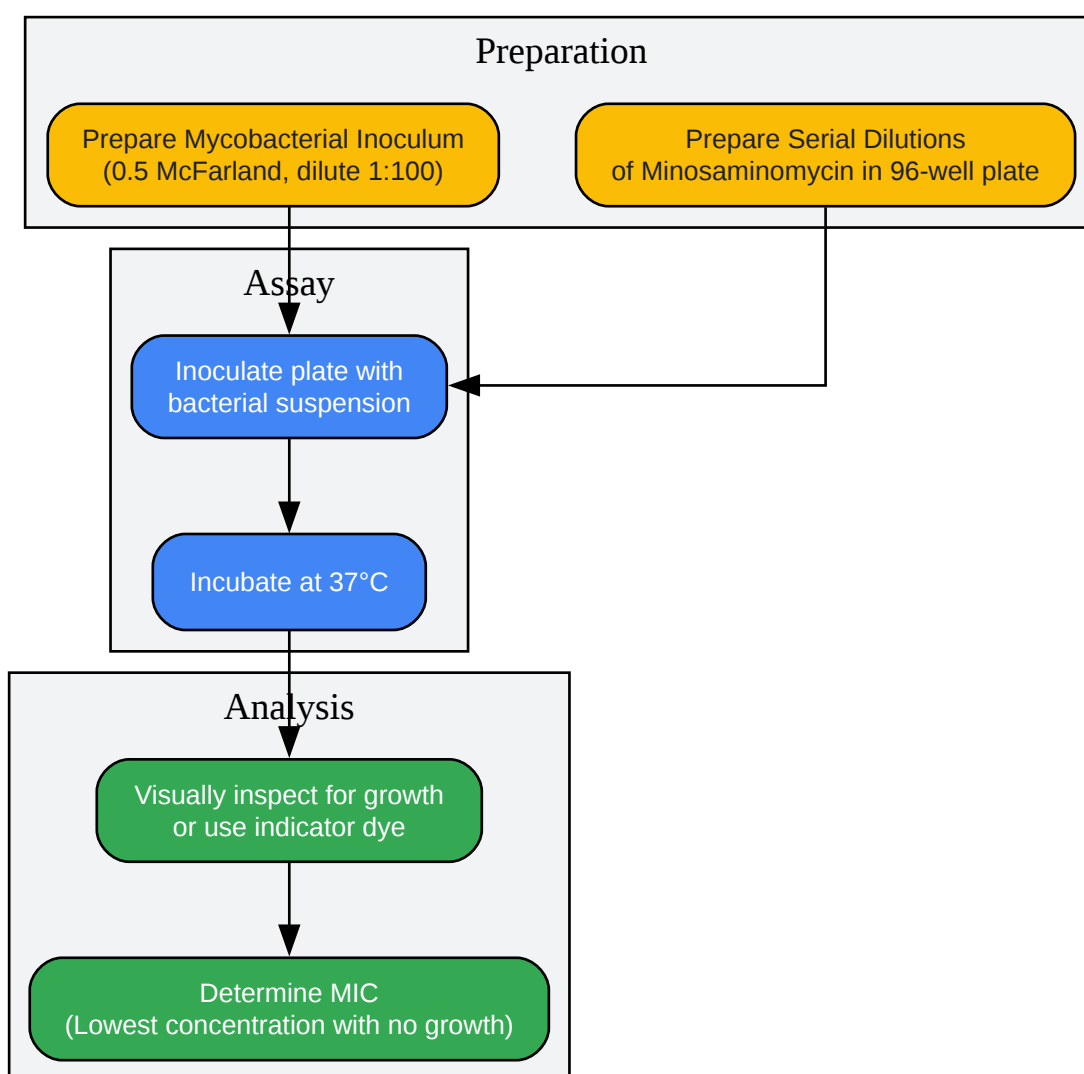 Preparation
Prepare Mycobacterial Inoculum
(0.5 McFarland, dilute 1:100)
Prepare Serial Dilutions
of Minosaminomycin in 96-well plate
Assay
Inoculate plate with
bacterial suspension
Incubate at 37°C
Analysis
Visually inspect for growth
or use indicator dye
Determine MIC
(Lowest concentration with no growth)